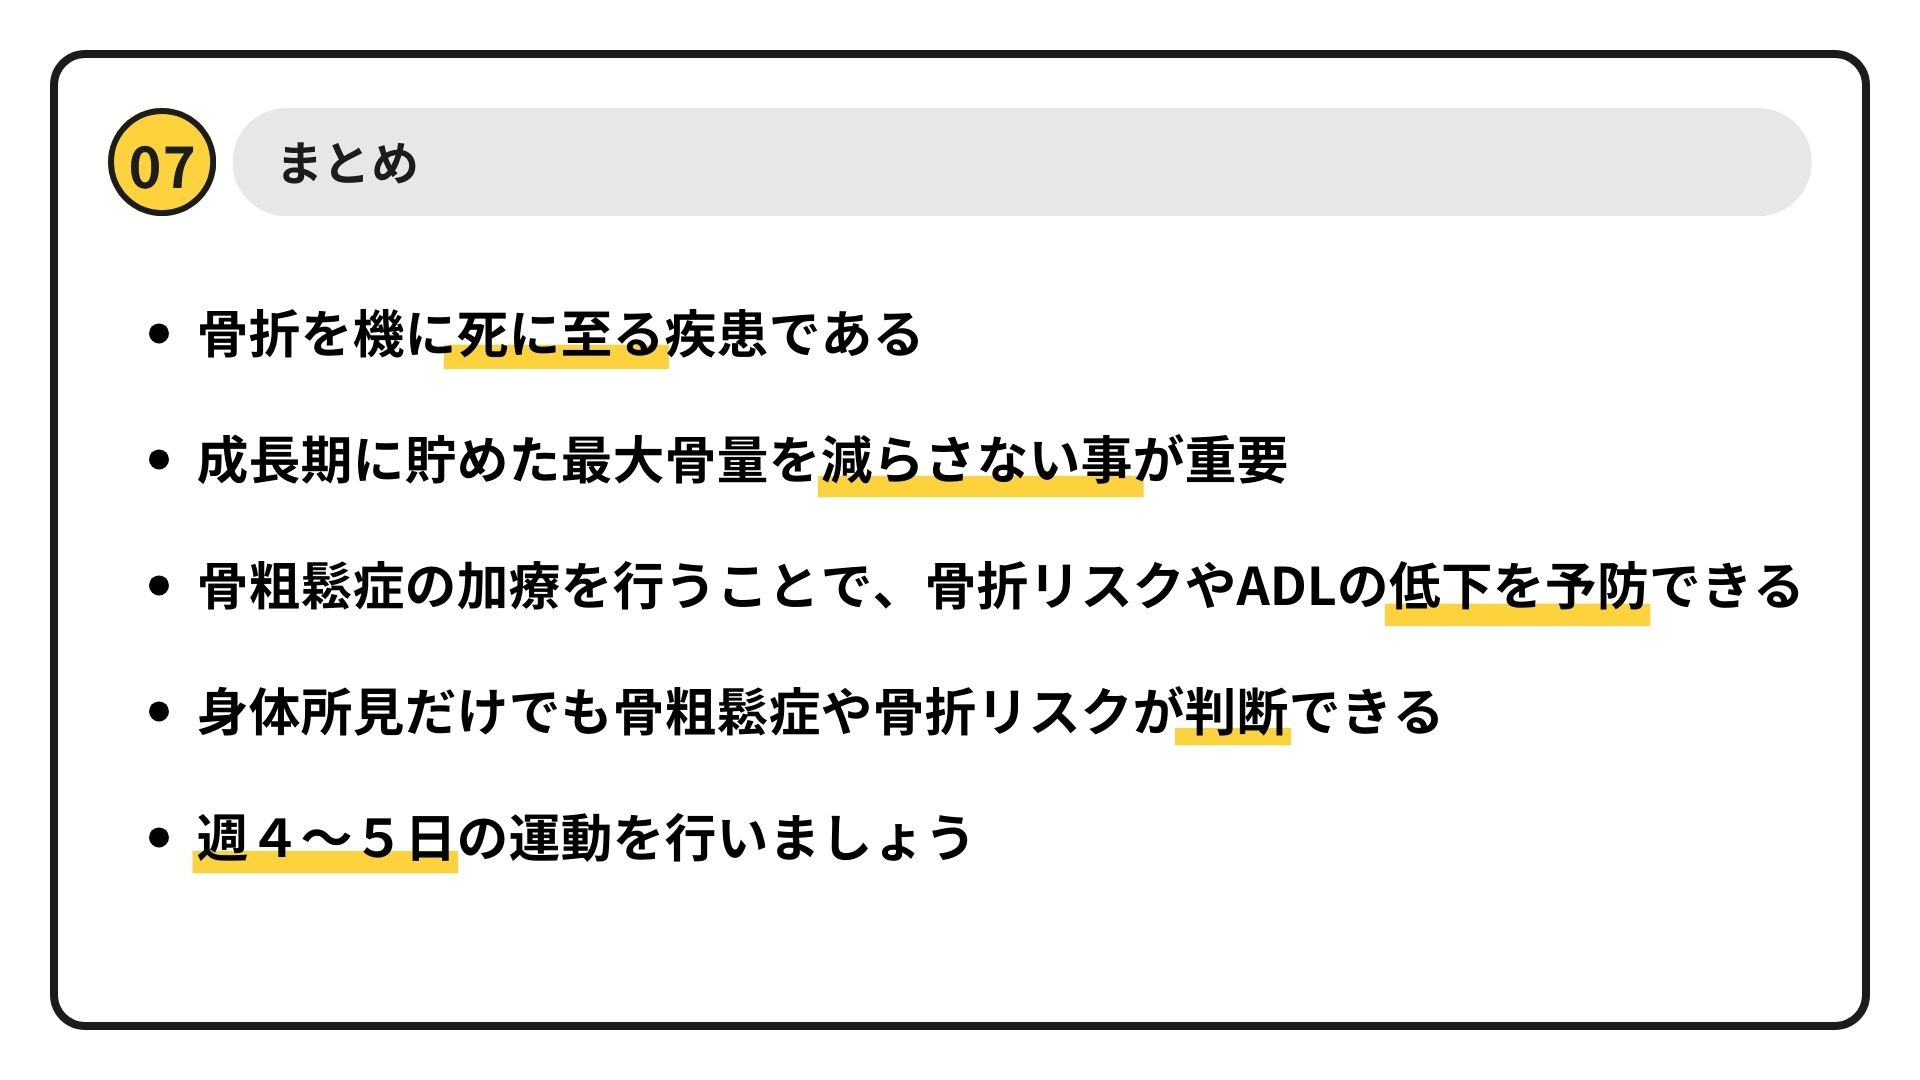 07
まとめ
骨折を機に死に至る疾患である
成長期に貯めた最大骨量を減らさない事が重要
骨粗鬆症の加療を行うことで、骨折リスクやADLの低下を予防できる
身体所見だけでも骨粗鬆症や骨折リスクが判断できる
週４〜５日の運動を行いましょう